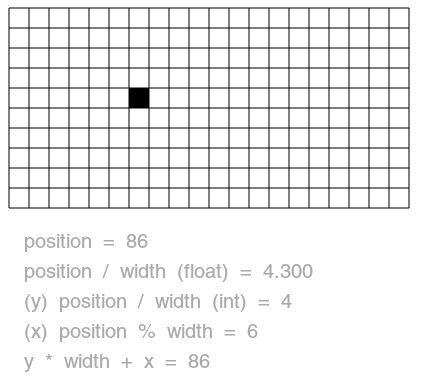 position = 86
position / width (float) = 4.300
(y) position / width (int) = 4
(x) position % width = 6
y * width + x = 86